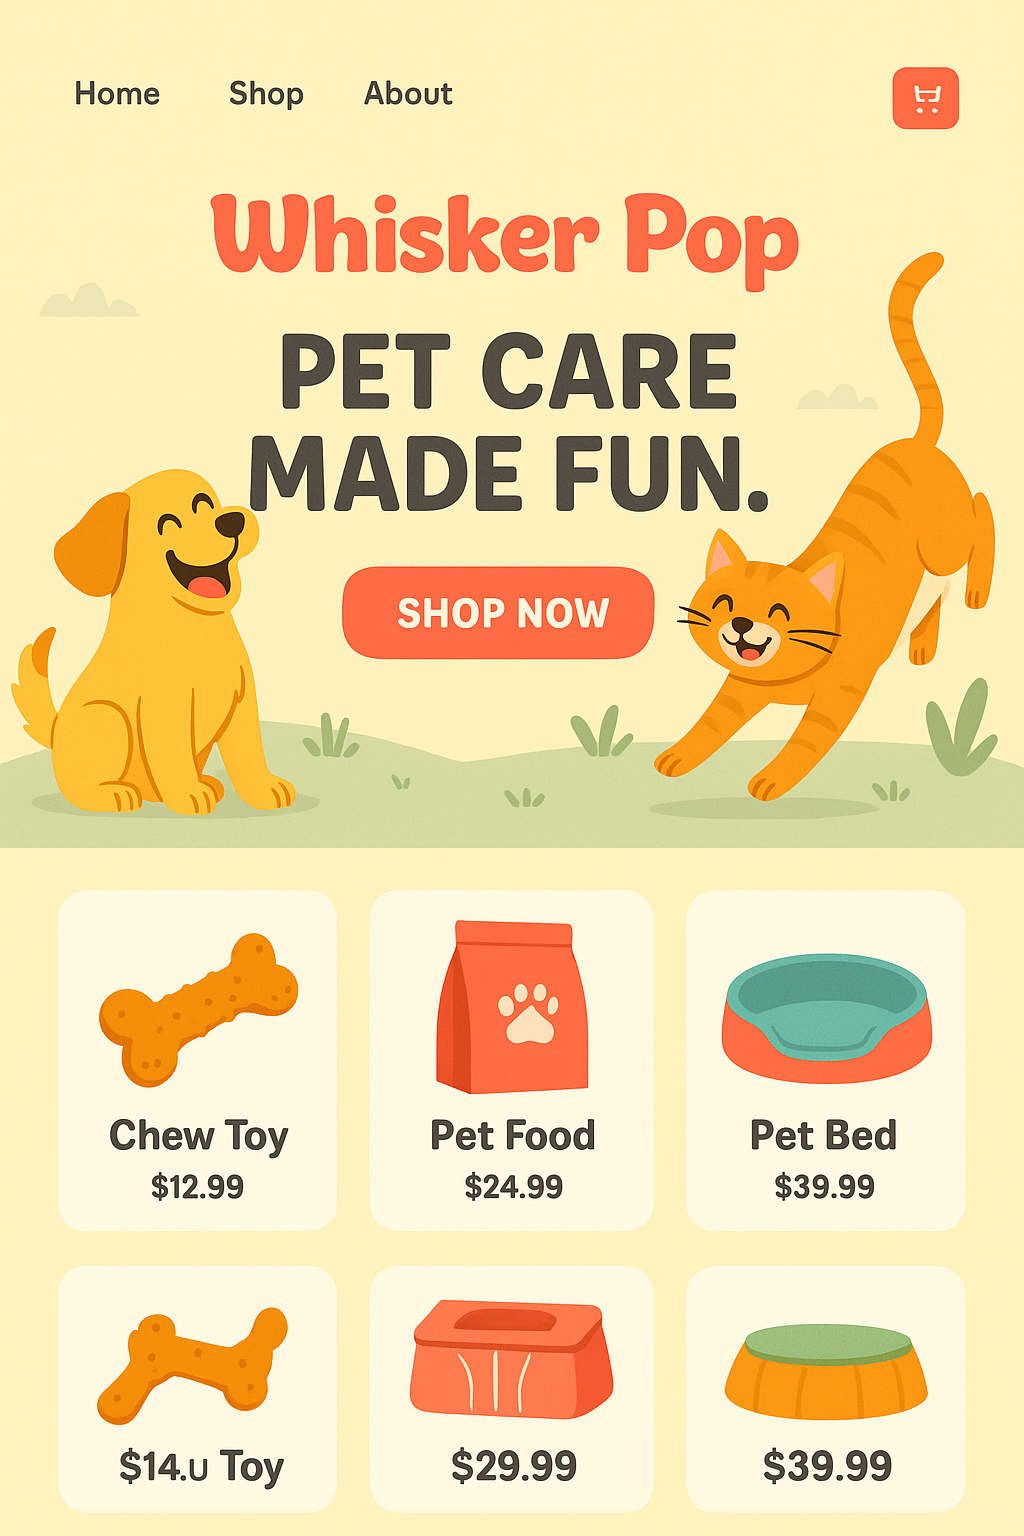 Home Shop About
Whisker Pop
PET CARE
MADE FUN.
SHOP NOW
Chew Toy Pet Food Pet Bed
$12.99 $24.99 $39.99
$14.u Toy $29.99 $39.99